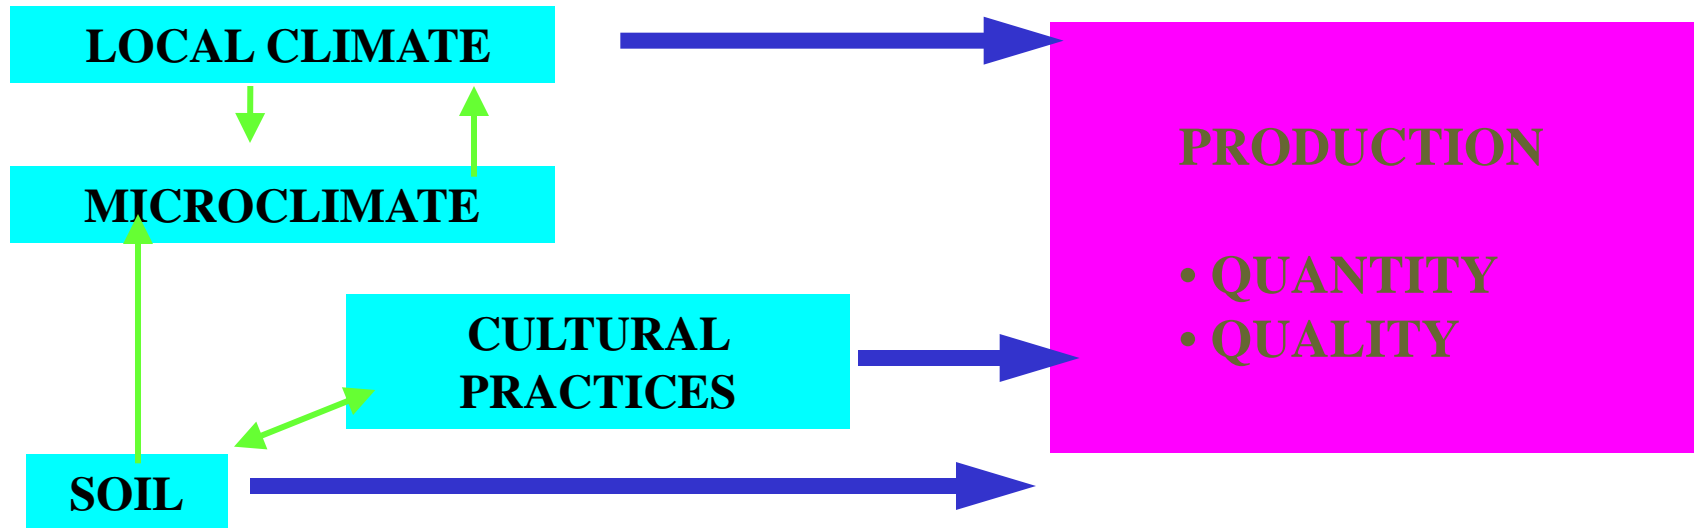 LOCAL CLIMATE
MICROCLIMATE
CULTURAL
PRACTICES
SOIL
PRODUCTION
• QUANTITY
• QUALITY